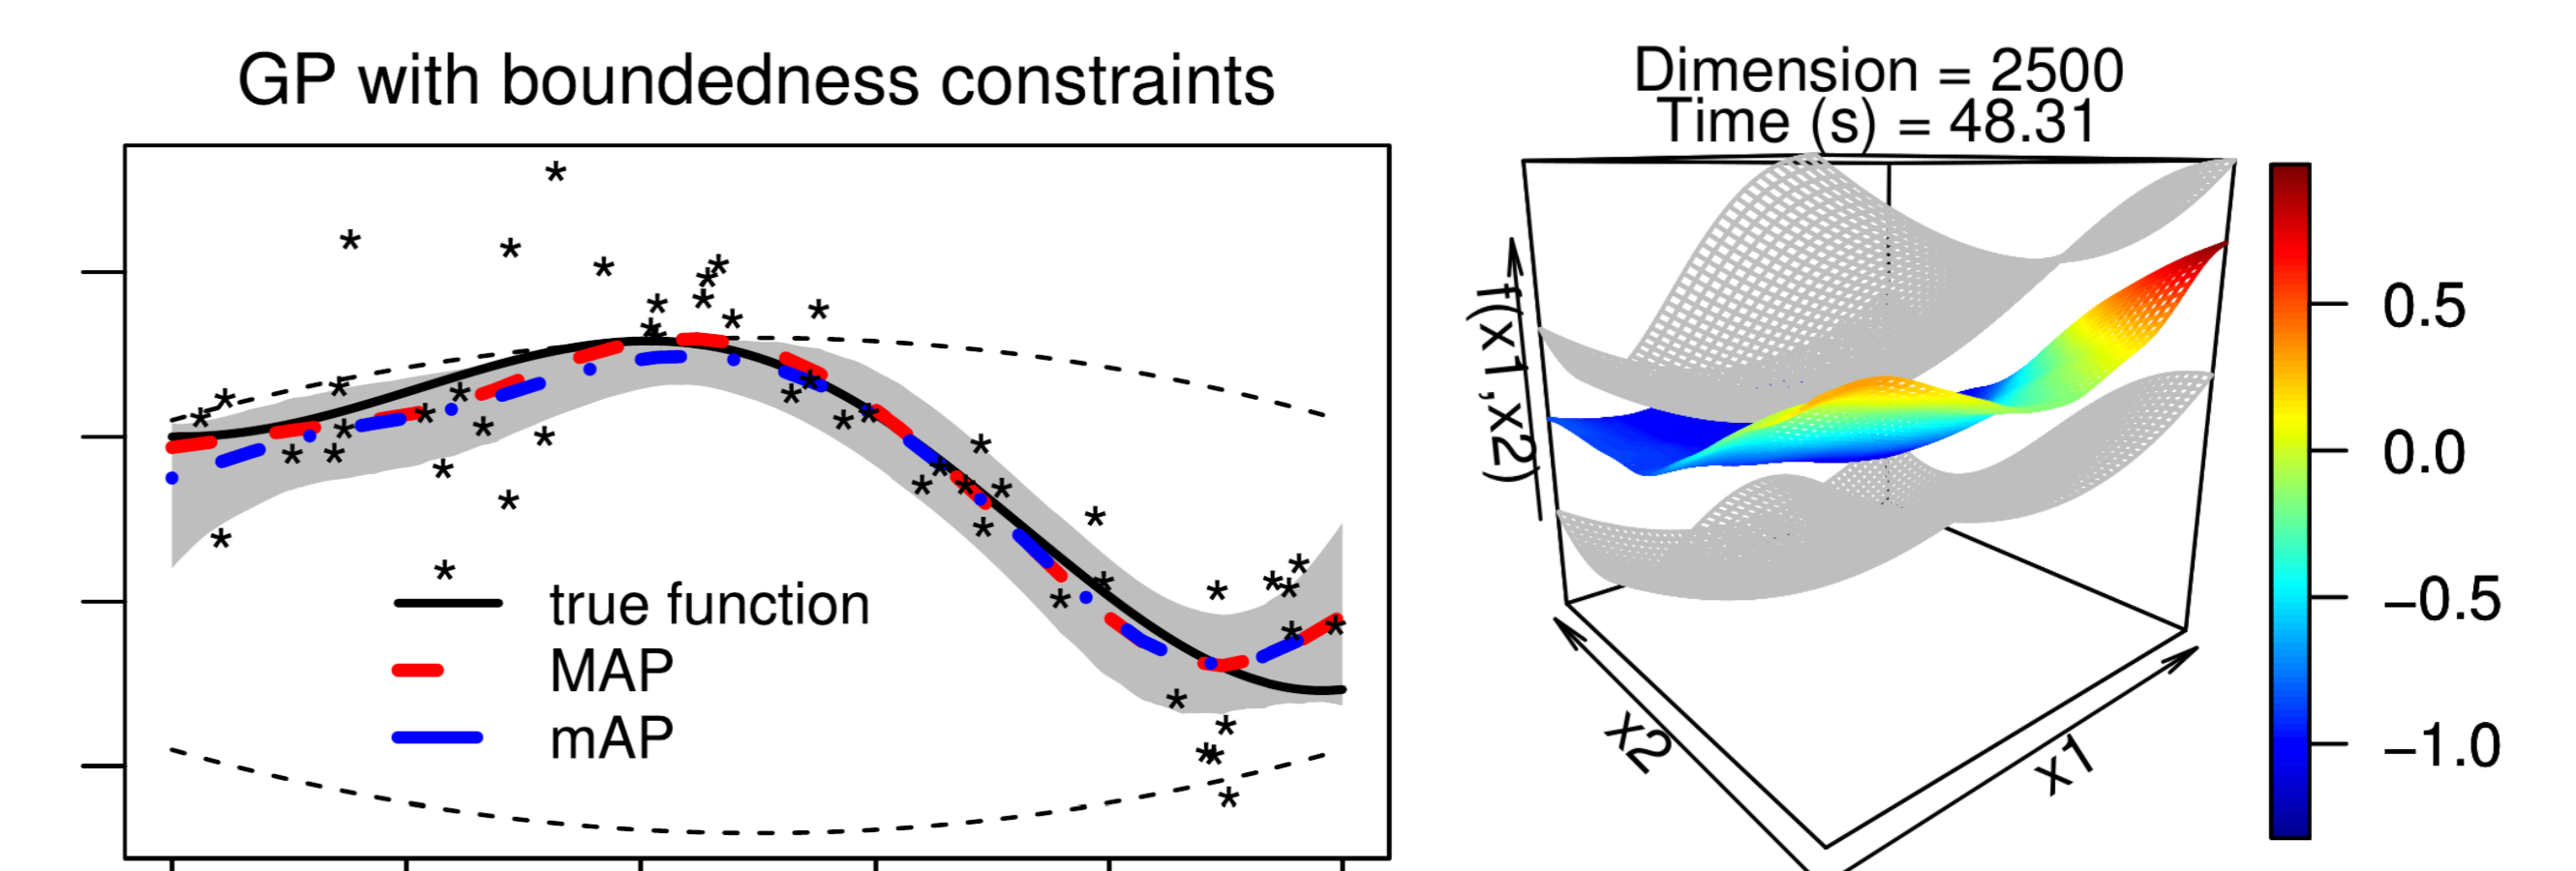 GP with boundedness constraints
true function
MAP
mAP
Dimension = 2500
Time (s) = 48.31
f(x1,x2)
x2
x1
0.5
0.0
−0.5
−1.0